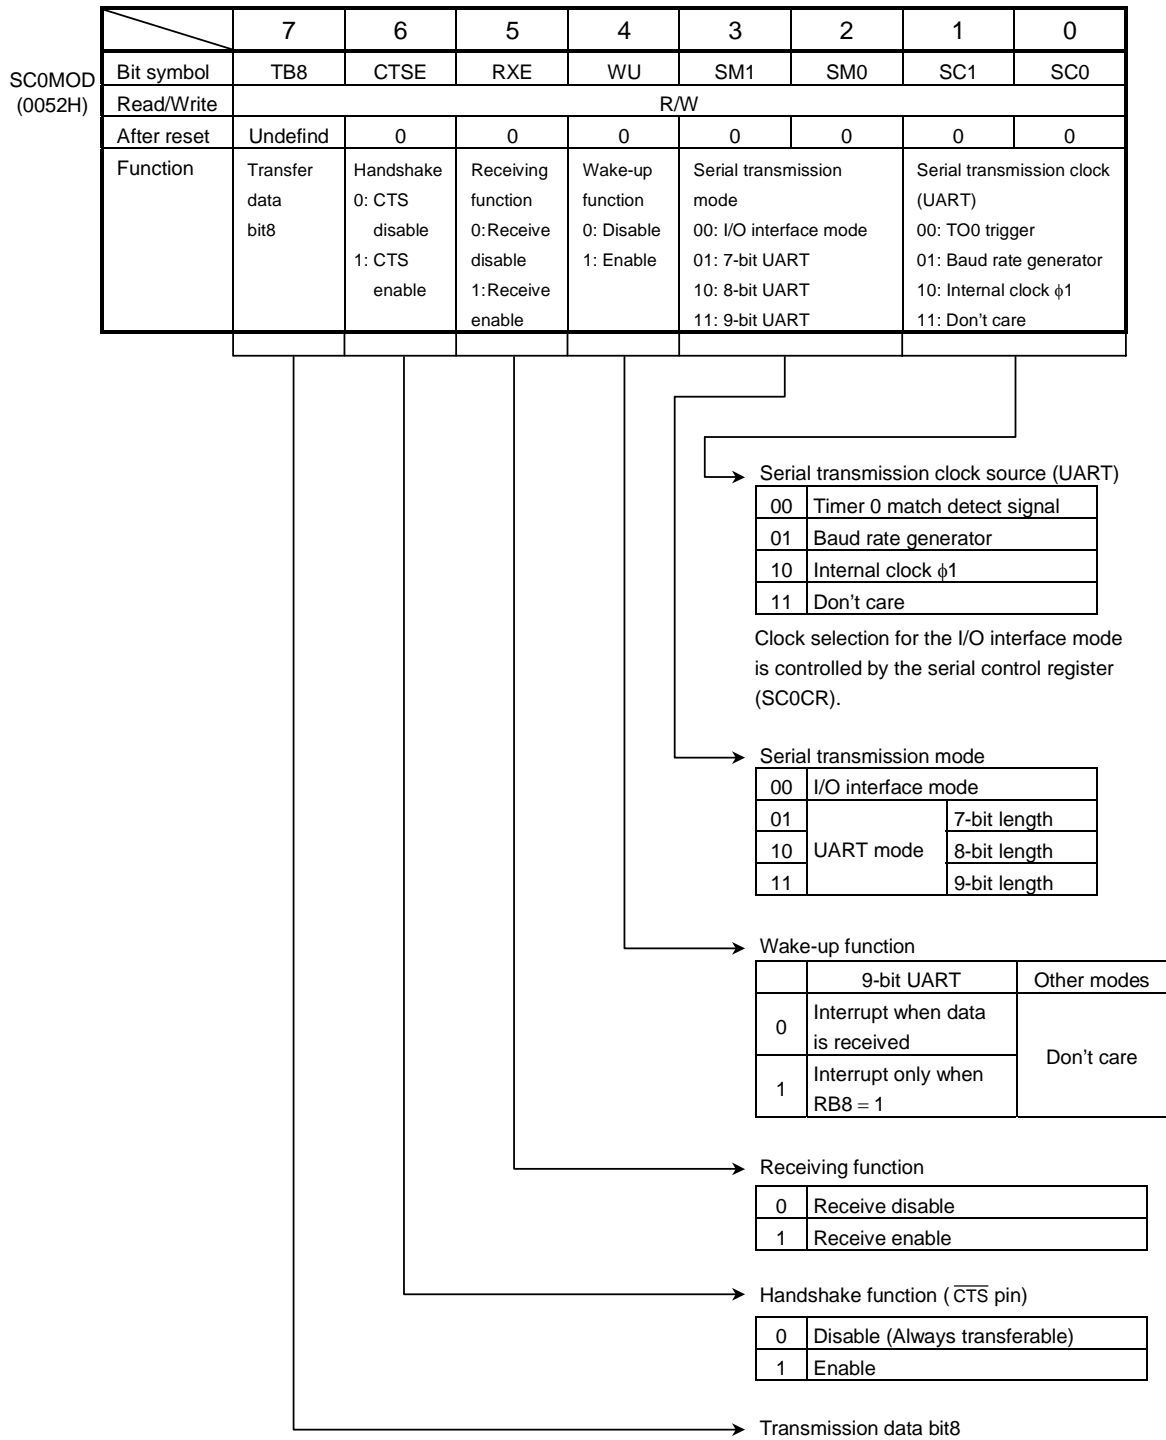 7 6 5 4 3 2 1 0
SC0MOD
(0052H)
Bit symbol TB8 CTSE RXE WU SM1 SM0 SC1 SC0
Read/Write R/W
After reset Undefind 0 0 0 0 0 0 0
Function Transfer Handshake Receiving Wake-up Serial transmission Serial transmission clock
data 0: CTS function function mode (UART)
bit8 disable 0:Receive 0: Disable 00: I/O interface mode 00: TO0 trigger
1: CTS disable 1: Enable 01: 7-bit UART 01: Baud rate generator
enable 1:Receive 10: 8-bit UART 10: Internal clock ϕ1
enable 11: 9-bit UART 11: Don't care
Serial transmission clock source (UART)
00 Timer 0 match detect signal
01 Baud rate generator
10 Internal clock ϕ1
11 Don't care
Clock selection for the I/O interface mode
is controlled by the serial control register
(SC0CR).
Serial transmission mode
00 I/O interface mode
01 7-bit length
10 UART mode 8-bit length
11 9-bit length
Wake-up function
9-bit UART Other modes
0 Interrupt when data
is received
Don't care
1 Interrupt only when
RB8 = 1
Receiving function
0 Receive disable
1 Receive enable
Handshake function ( C̅T̅S̅ pin)
0 Disable (Always transferable)
1 Enable
Transmission data bit8